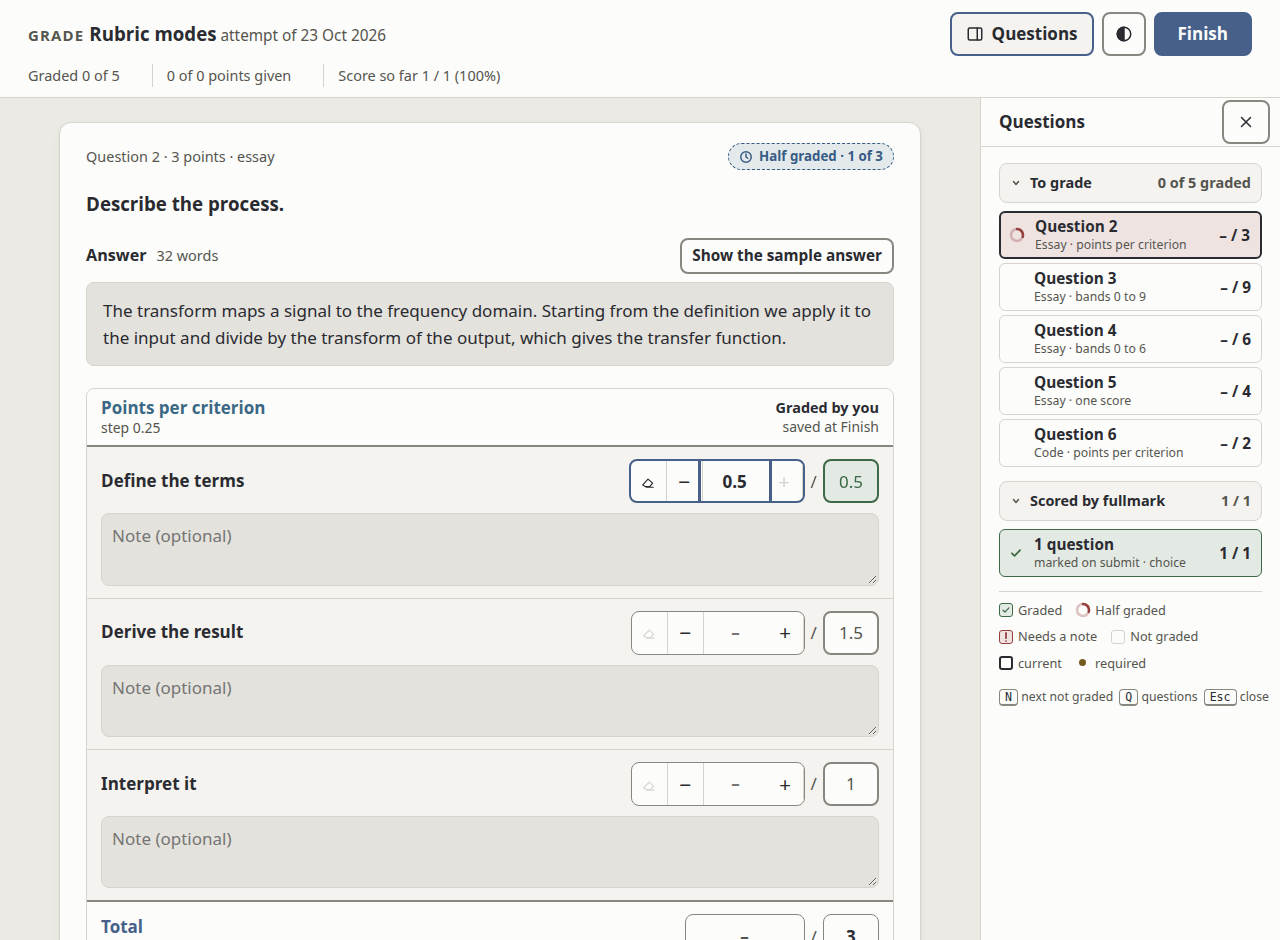 GRADE Rubric modes attempt of 23 Oct 2026
Questions
Finish
Graded 0 of 5
0 of 0 points given
Score so far 1 / 1 (100%)
Question 2 · 3 points · essay
Half graded · 1 of 3
Describe the process.
Answer 32 words
Show the sample answer
The transform maps a signal to the frequency domain. Starting from the definition we apply it to
the input and divide by the transform of the output, which gives the transfer function.
Points per criterion
step 0.25
Graded by you
saved at Finish
Define the terms
− 0.5 + / 0.5
Note (optional)
Derive the result
− – + / 1.5
Note (optional)
Interpret it
− – + / 1
Note (optional)
Total
– / 3
Questions
To grade 0 of 5 graded
Question 2
Essay · points per criterion
– / 3
Question 3
Essay · bands 0 to 9
– / 9
Question 4
Essay · bands 0 to 6
– / 6
Question 5
Essay · one score
– / 4
Question 6
Code · points per criterion
– / 2
Scored by fullmark 1 / 1
1 question
marked on submit · choice
1 / 1
Graded Half graded
! Needs a note Not graded
current required
N next not graded Q questions Esc close